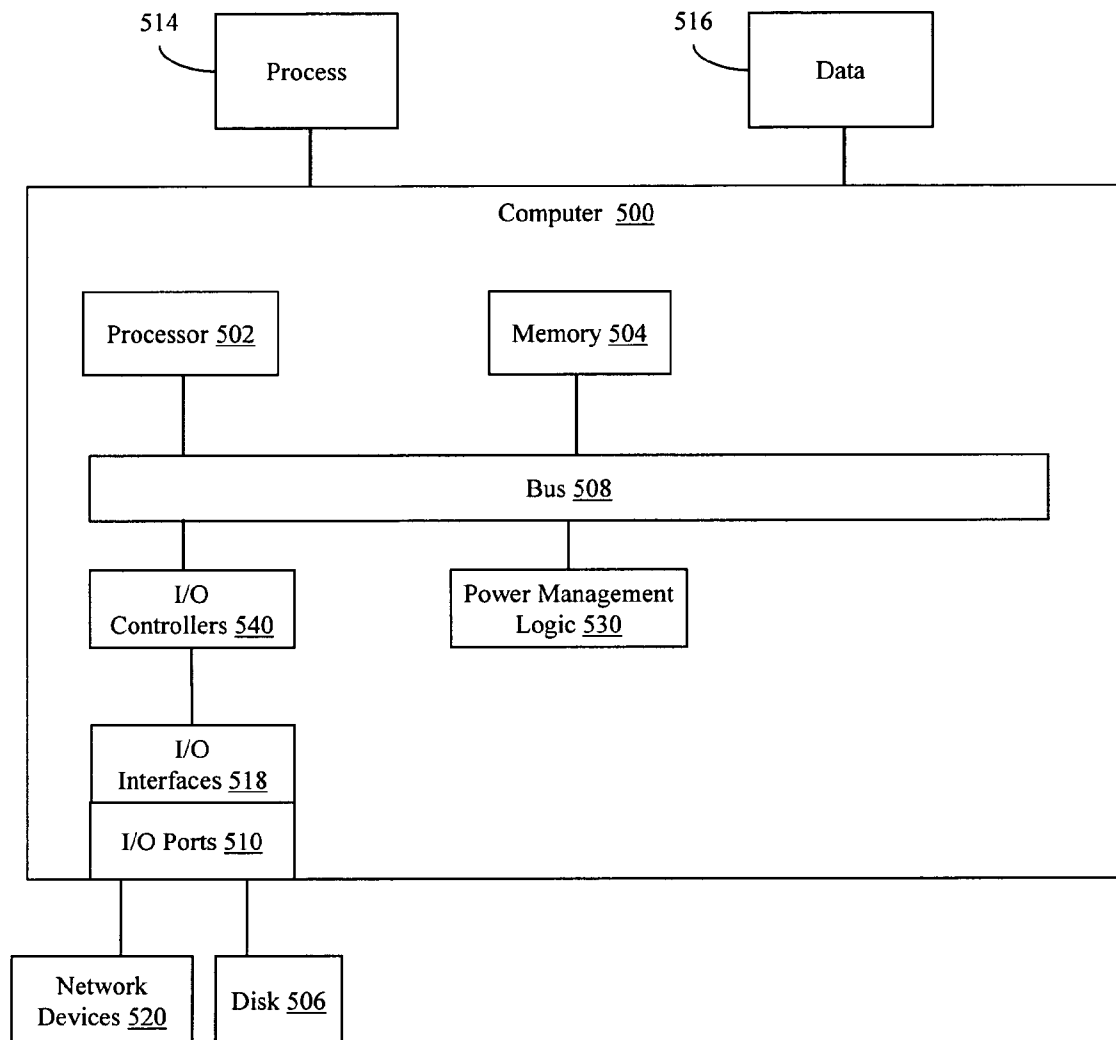 514
Process
516
Data
Computer 500
Processor 502
Memory 504
Bus 508
I/O
Controllers 540
Power Management
Logic 530
I/O
Interfaces 518
I/O Ports 510
Network
Devices 520
Disk 506